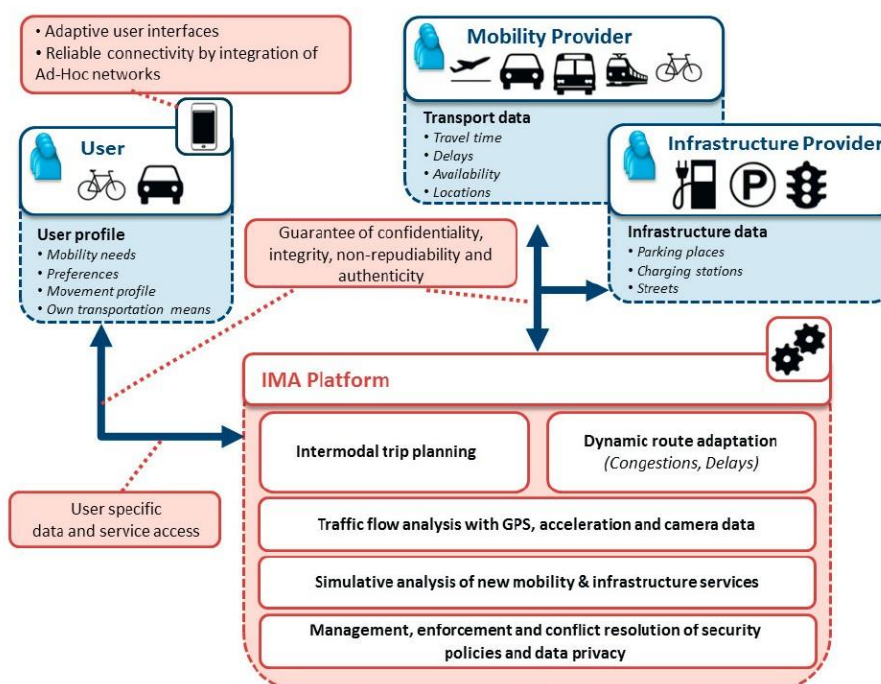 • Adaptive user interfaces
• Reliable connectivity by integration of
Ad-Hoc networks
User
User profile
• Mobility needs
• Preferences
• Movement profile
• Own transportation means
Mobility Provider
Transport data
• Travel time
• Delays
• Availability
• Locations
Infrastructure Provider
P
Infrastructure data
• Parking places
• Charging stations
• Streets
Guarantee of confidentiality,
integrity, non-repudiability and
authenticity
User specific
data and service access
IMA Platform
Intermodal trip planning
Dynamic route adaptation
(Congestions, Delays)
Traffic flow analysis with GPS, acceleration and camera data
Simulative analysis of new mobility & infrastructure services
Management, enforcement and conflict resolution of security
policies and data privacy